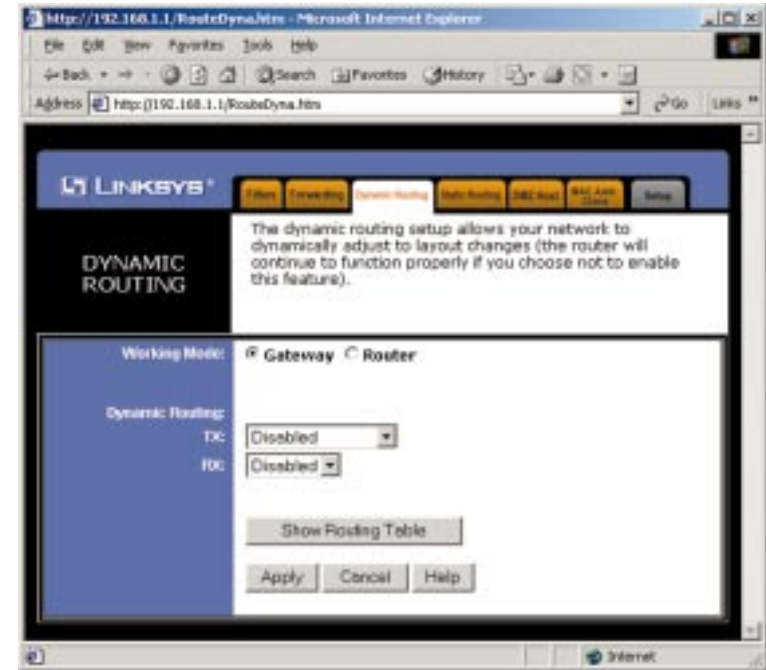 http://192.168.1.1/RouteDyna.htm - Microsoft Internet Explorer
File Edit View Favorites Tools Help
Back Search Favorites History
Address http://192.168.1.1/RouteDyna.htm Go Links »
LINKSYS®
Filters Forwarding Dynamic Routing Static Routing DMZ Host MAC Addr. Clone Setup
DYNAMIC
ROUTING
The dynamic routing setup allows your network to
dynamically adjust to layout changes (the router will
continue to function properly if you choose not to enable
this feature).
Working Mode: Gateway Router
Dynamic Routing:
TX: Disabled
RX: Disabled
Show Routing Table
Apply Cancel Help
Internet